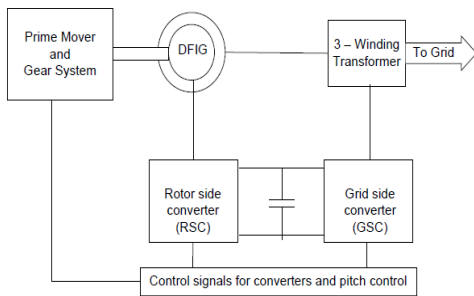 Prime Mover
and
Gear System
DFIG
3 – Winding
Transformer
To Grid
Rotor side
converter
(RSC)
Grid side
converter
(GSC)
Control signals for converters and pitch control